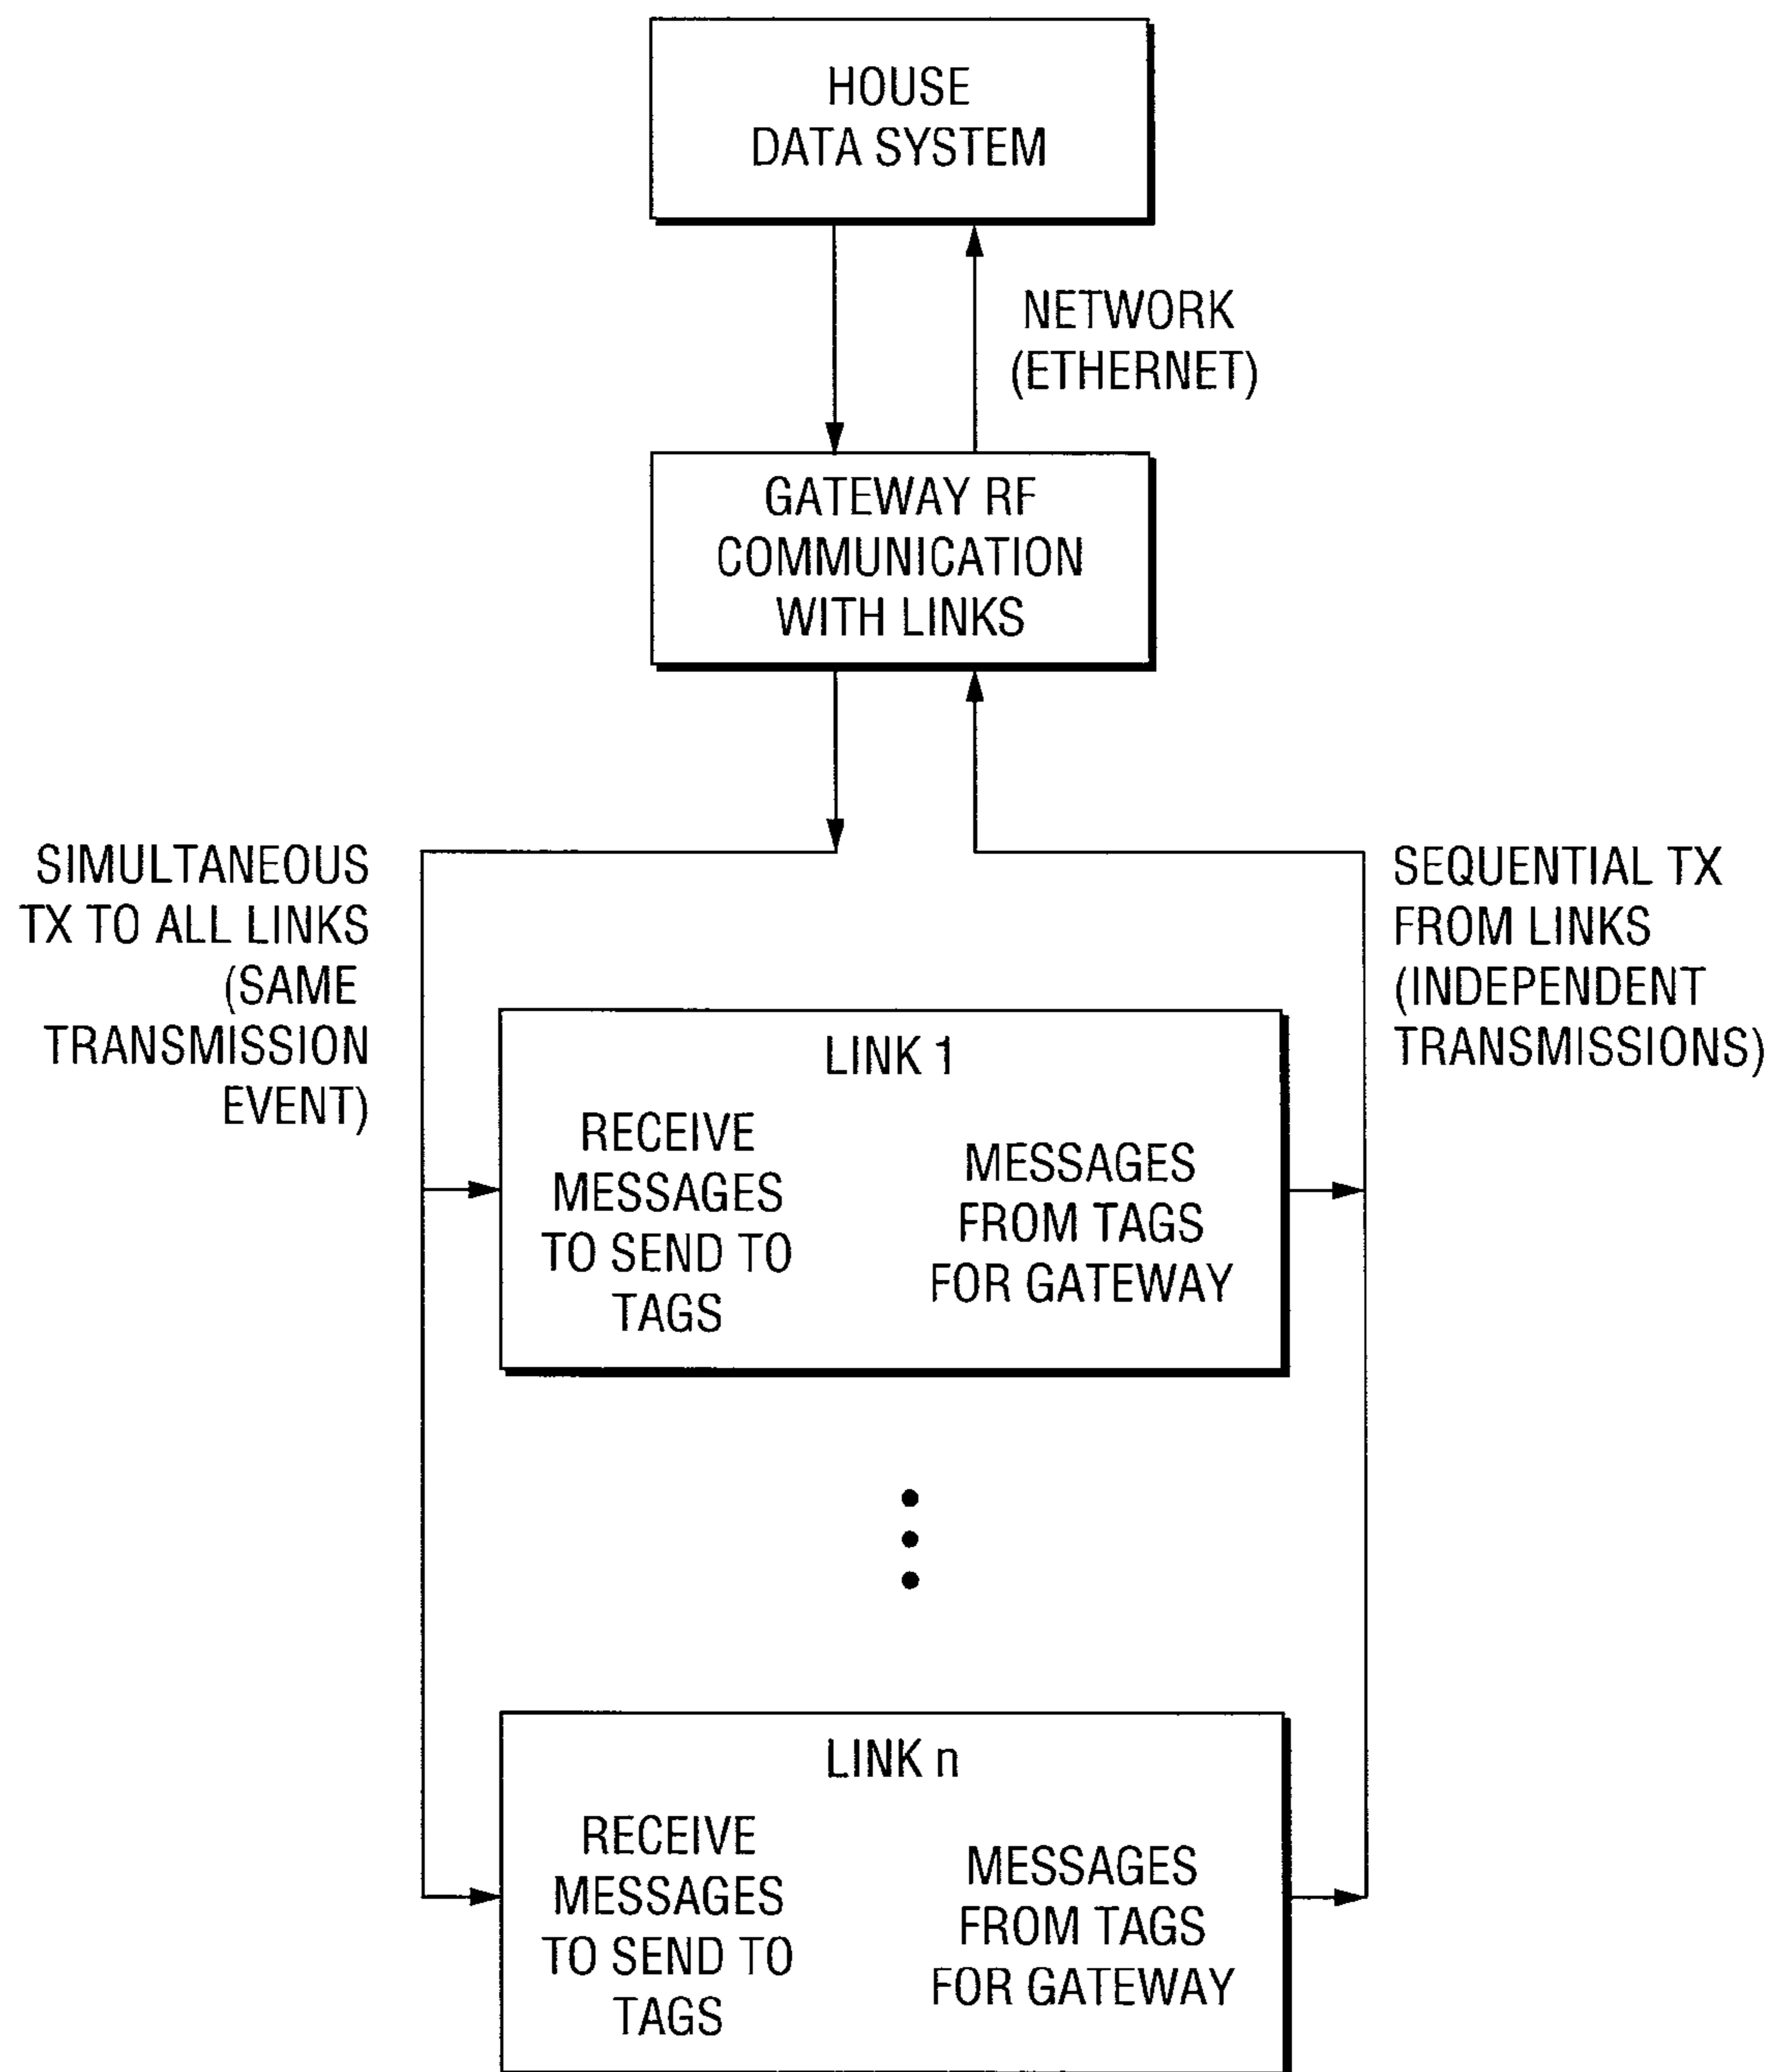 HOUSE
DATA SYSTEM
NETWORK
(ETHERNET)
GATEWAY RF
COMMUNICATION
WITH LINKS
SIMULTANEOUS
TX TO ALL LINKS
(SAME
TRANSMISSION
EVENT)
SEQUENTIAL TX
FROM LINKS
(INDEPENDENT
TRANSMISSIONS)
LINK 1
RECEIVE
MESSAGES
TO SEND TO
TAGS
MESSAGES
FROM TAGS
FOR GATEWAY
LINK n
RECEIVE
MESSAGES
TO SEND TO
TAGS
MESSAGES
FROM TAGS
FOR GATEWAY